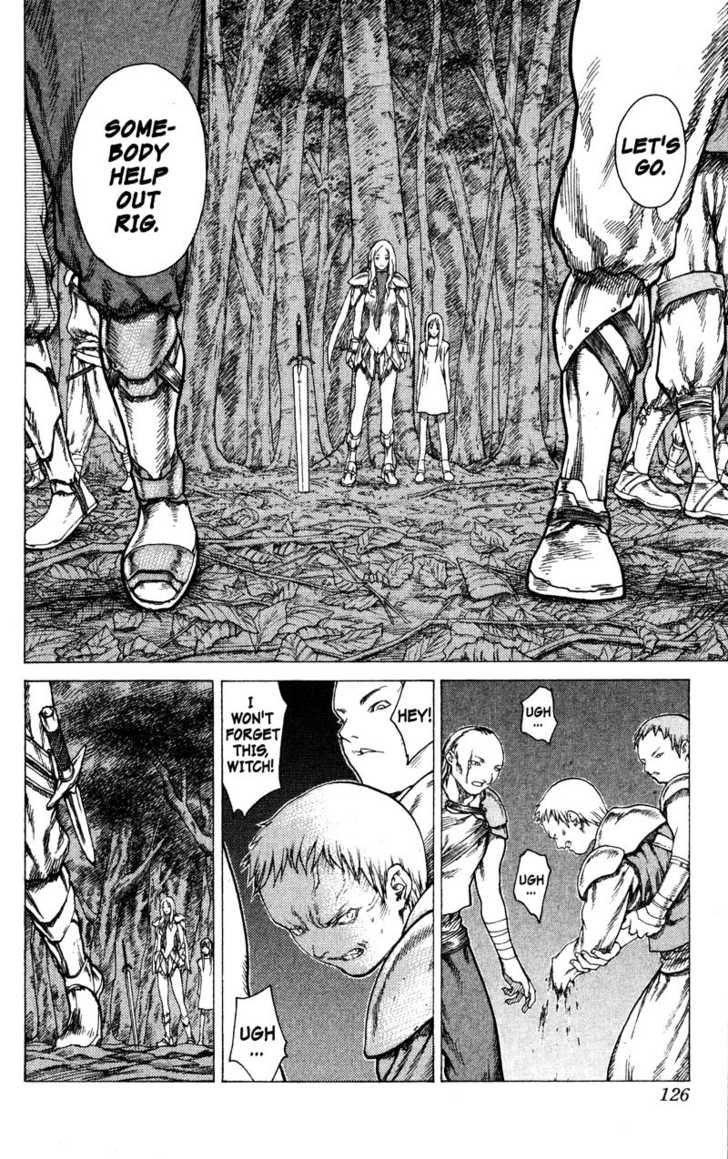 LET'S
GO.
SOME-
BODY
HELP
OUT
RIG.
UGH
...
UGH
...
HEY!
I
WON'T
FORGET
THIS,
WITCH!
UGH
...
126